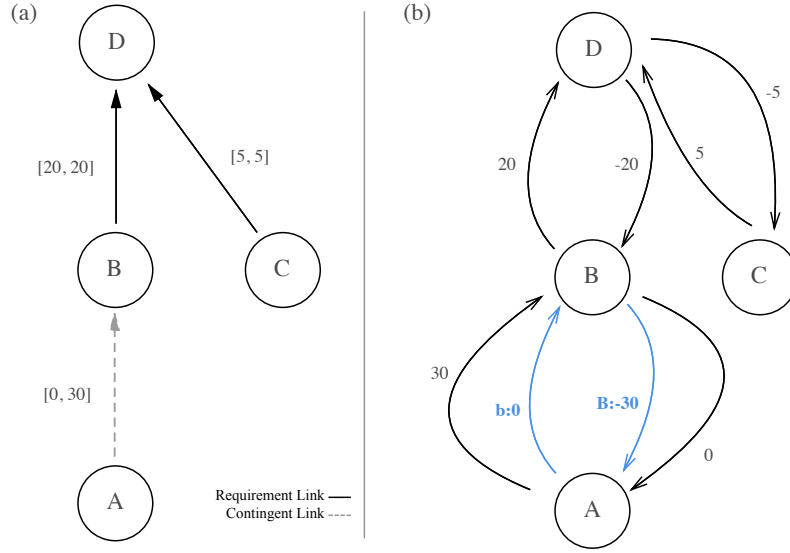 (a)
D
[20, 20]
[5, 5]
B
C
[0, 30]
A
Requirement Link
Contingent Link
(b)
D
-5
20
-20
5
B
C
30
b:0
B:-30
0
A